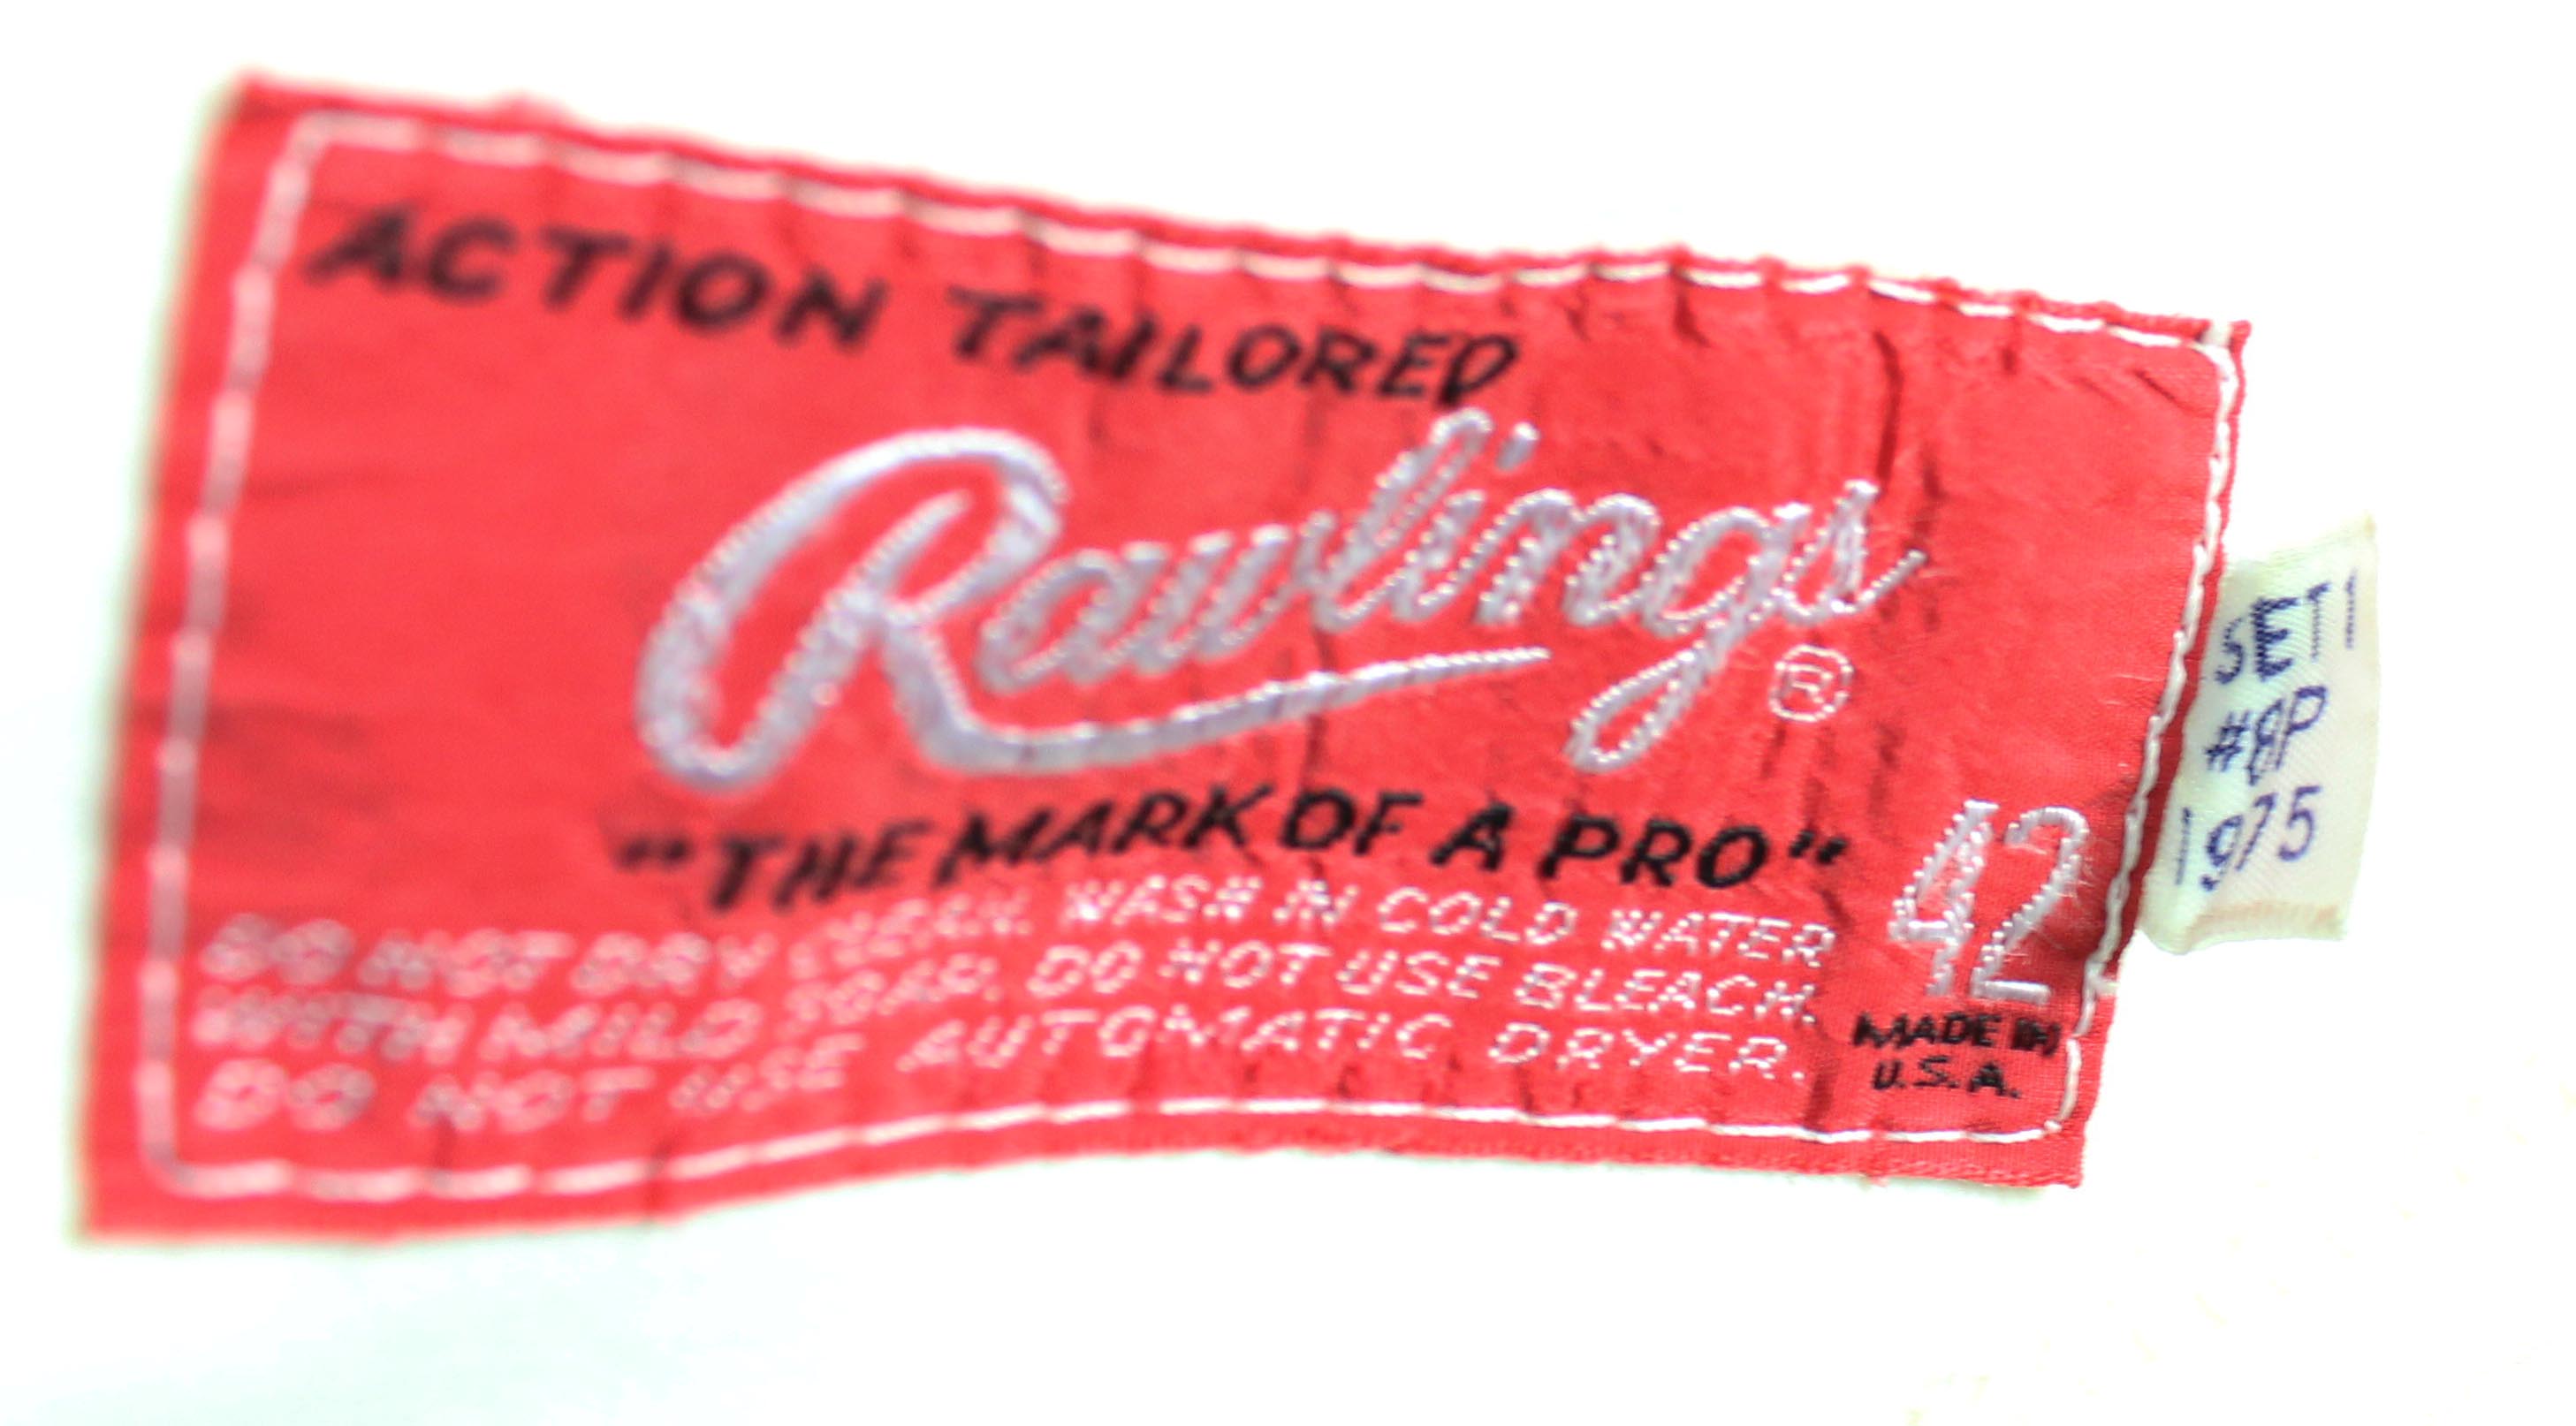 ACTION TAILORED
Rawlings ®
"THE MARK OF A PRO"
DO NOT DRY CLEAN. WASH IN COLD WATER
WITH MILD SOAP. DO NOT USE BLEACH.
DO NOT USE AUTOMATIC DRYER.
42
MADE IN
U.S.A.
SET 1
1975